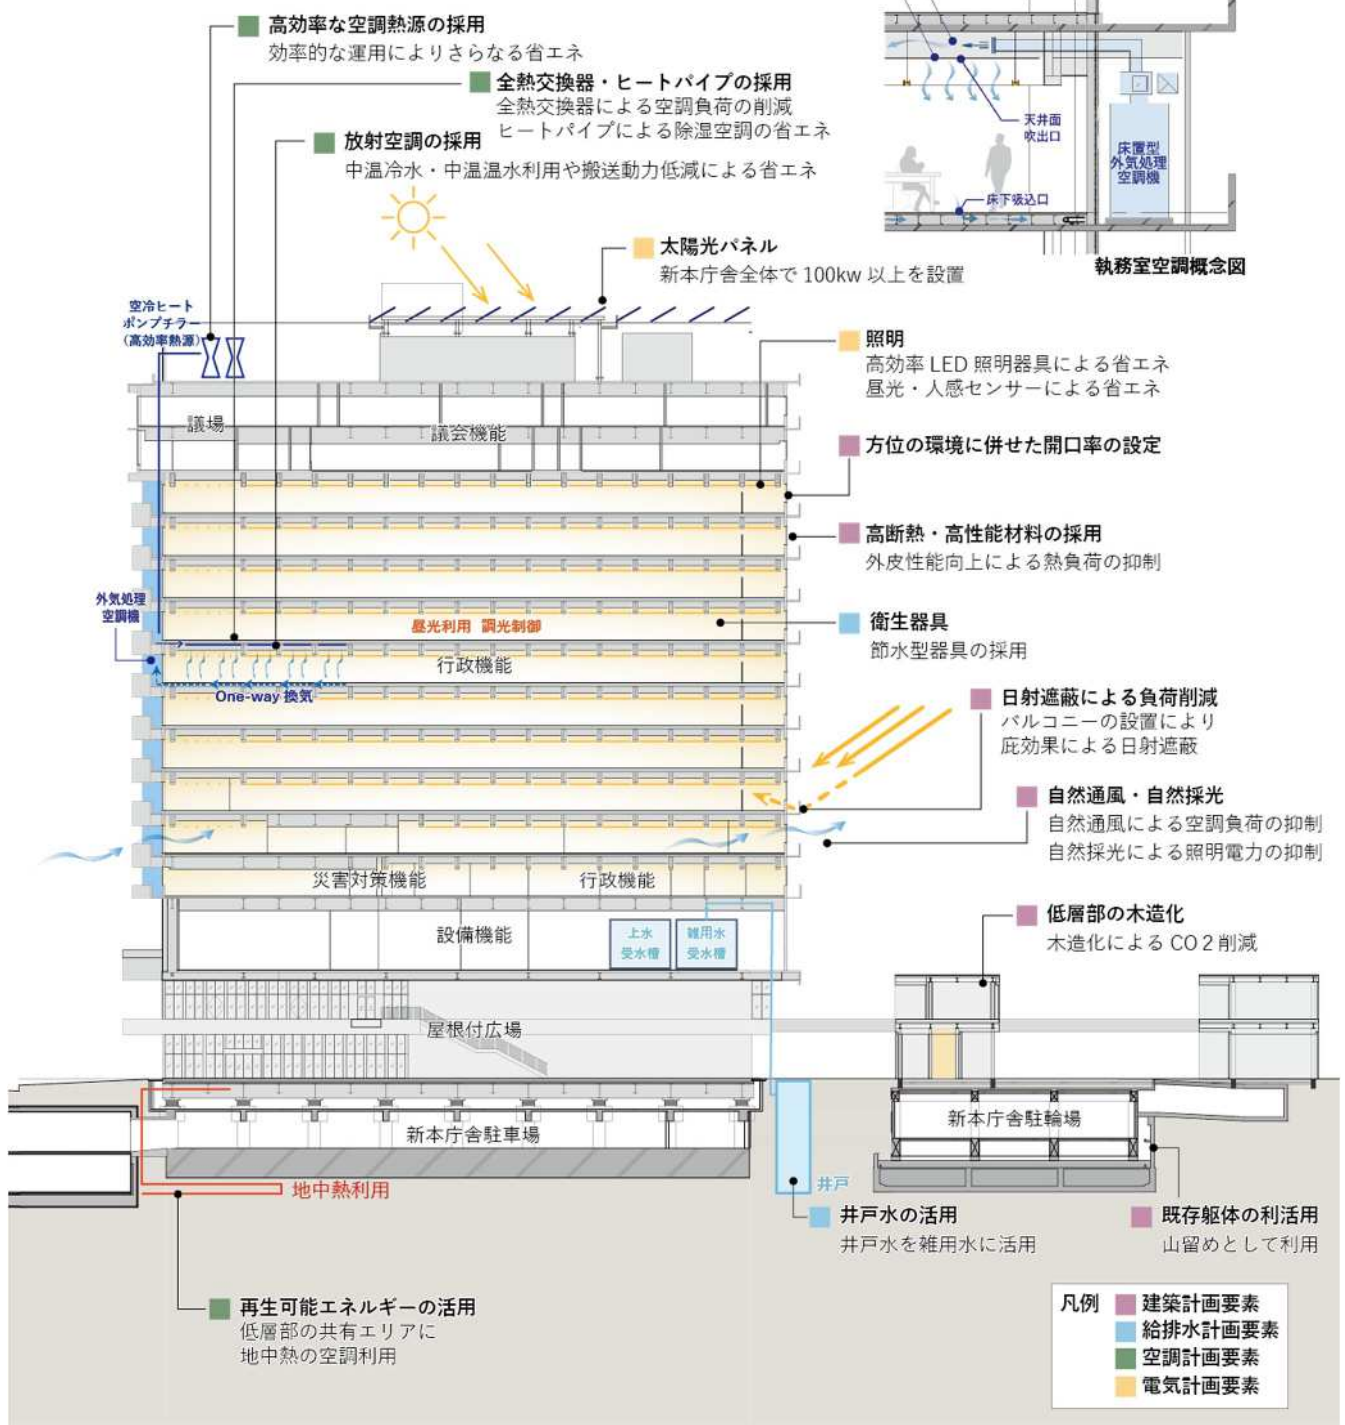 高効率な空調熱源の採用
効率的な運用によりさらなる省エネ
全熱交換器・ヒートパイプの採用
全熱交換器による空調負荷の削減
ヒートパイプによる除湿空調の省エネ
放射空調の採用
中温冷水・中温温水利用や搬送動力低減による省エネ
天井面
吹出口
床置型
外気処理
空調機
床下吸込口
執務室空調概念図
太陽光パネル
新本庁舎全体で 100kw 以上を設置
空冷ヒート
ポンプチラー
(高効率熱源)
照明
高効率 LED 照明器具による省エネ
昼光・人感センサーによる省エネ
議場
議会機能
方位の環境に併せた開口率の設定
高断熱・高性能材料の採用
外皮性能向上による熱負荷の抑制
外気処理
空調機
昼光利用 調光制御
衛生器具
節水型器具の採用
行政機能
One-way 換気
日射遮蔽による負荷削減
バルコニーの設置により
庇効果による日射遮蔽
自然通風・自然採光
自然通風による空調負荷の抑制
自然採光による照明電力の抑制
災害対策機能
行政機能
低層部の木造化
木造化による CO2 削減
設備機能
上水
受水槽
雑用水
受水槽
屋根付広場
新本庁舎駐車場
新本庁舎駐輪場
地中熱利用
井戸
井戸水の活用
井戸水を雑用水に活用
既存躯体の利活用
山留めとして利用
再生可能エネルギーの活用
低層部の共有エリアに
地中熱の空調利用
凡例
建築計画要素
給排水計画要素
空調計画要素
電気計画要素